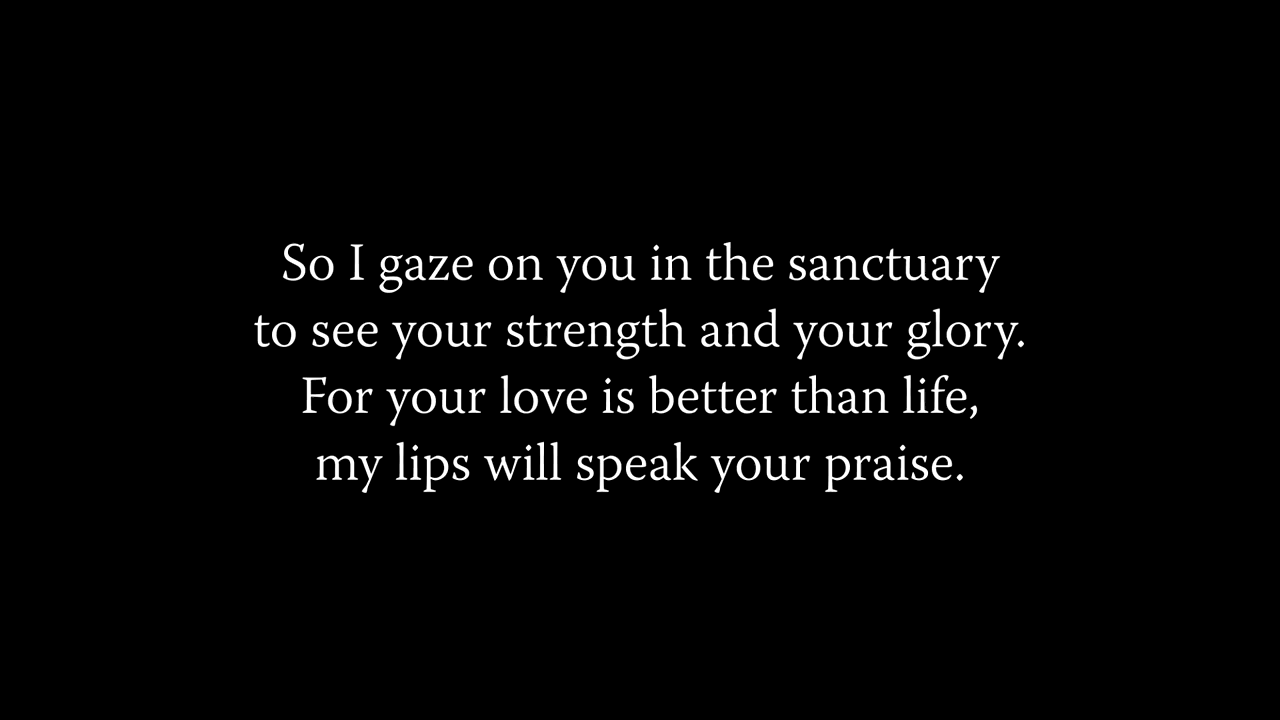 So I gaze on you in the sanctuary
to see your strength and your glory.
For your love is better than life,
my lips will speak your praise.